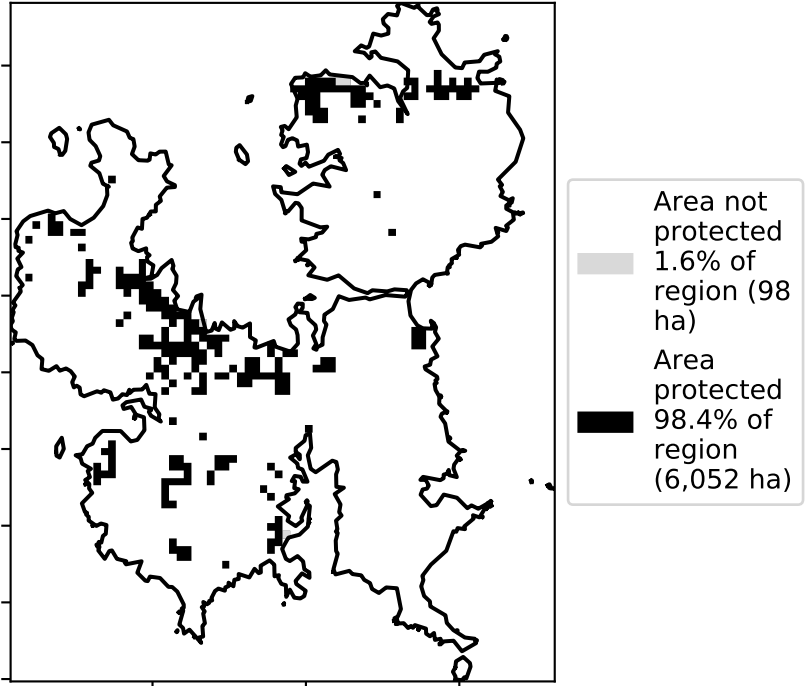 Area not
protected
1.6% of
region (98
ha)
Area
protected
98.4% of
region
(6,052 ha)